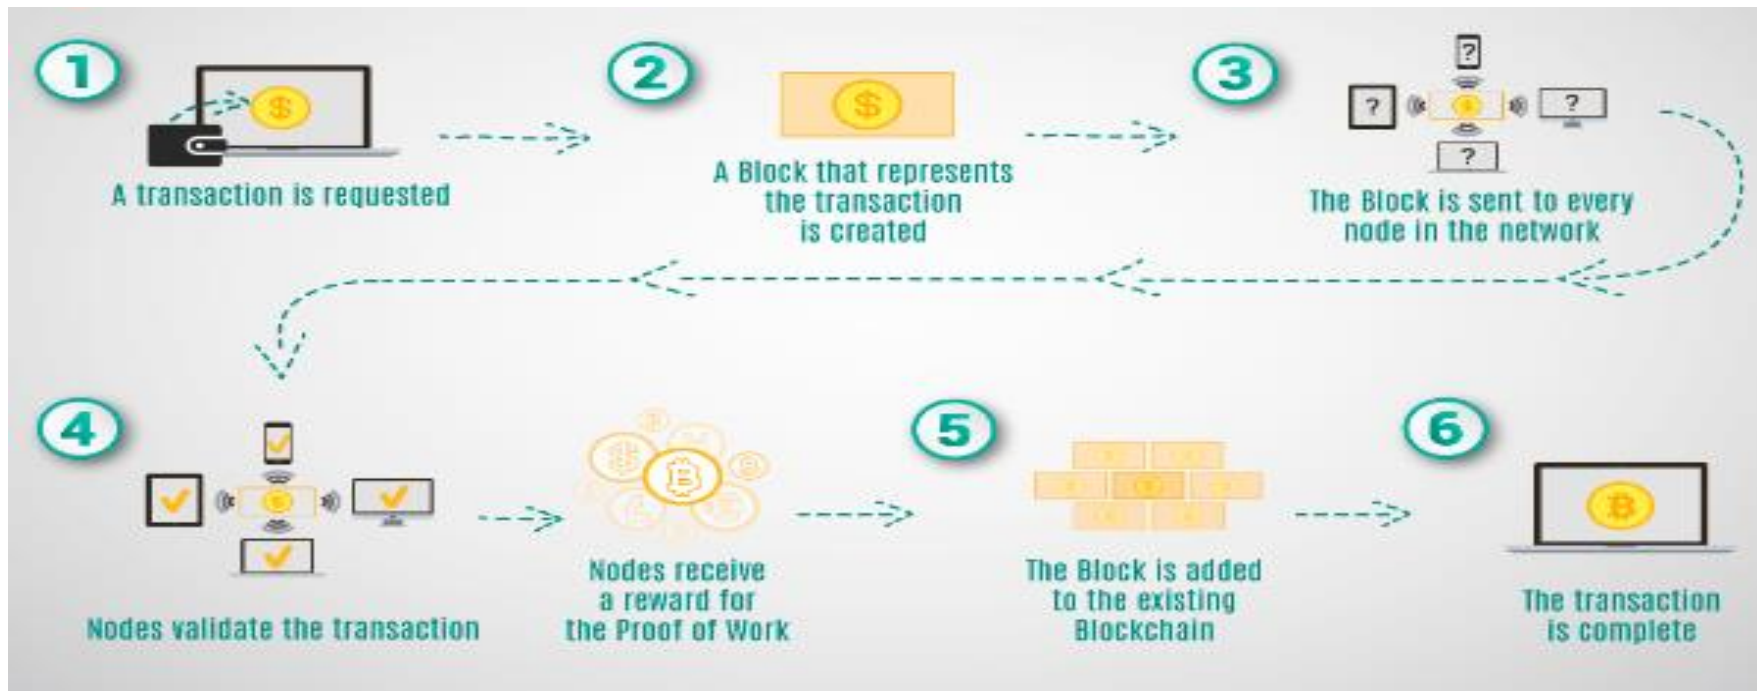 1
A transaction is requested
2
A Block that represents
the transaction
is created
3
?
?
?
?
The Block is sent to every
node in the network
4
Nodes validate the transaction
Nodes receive
a reward for
the Proof of Work
5
The Block is added
to the existing
Blockchain
6
The transaction
is complete